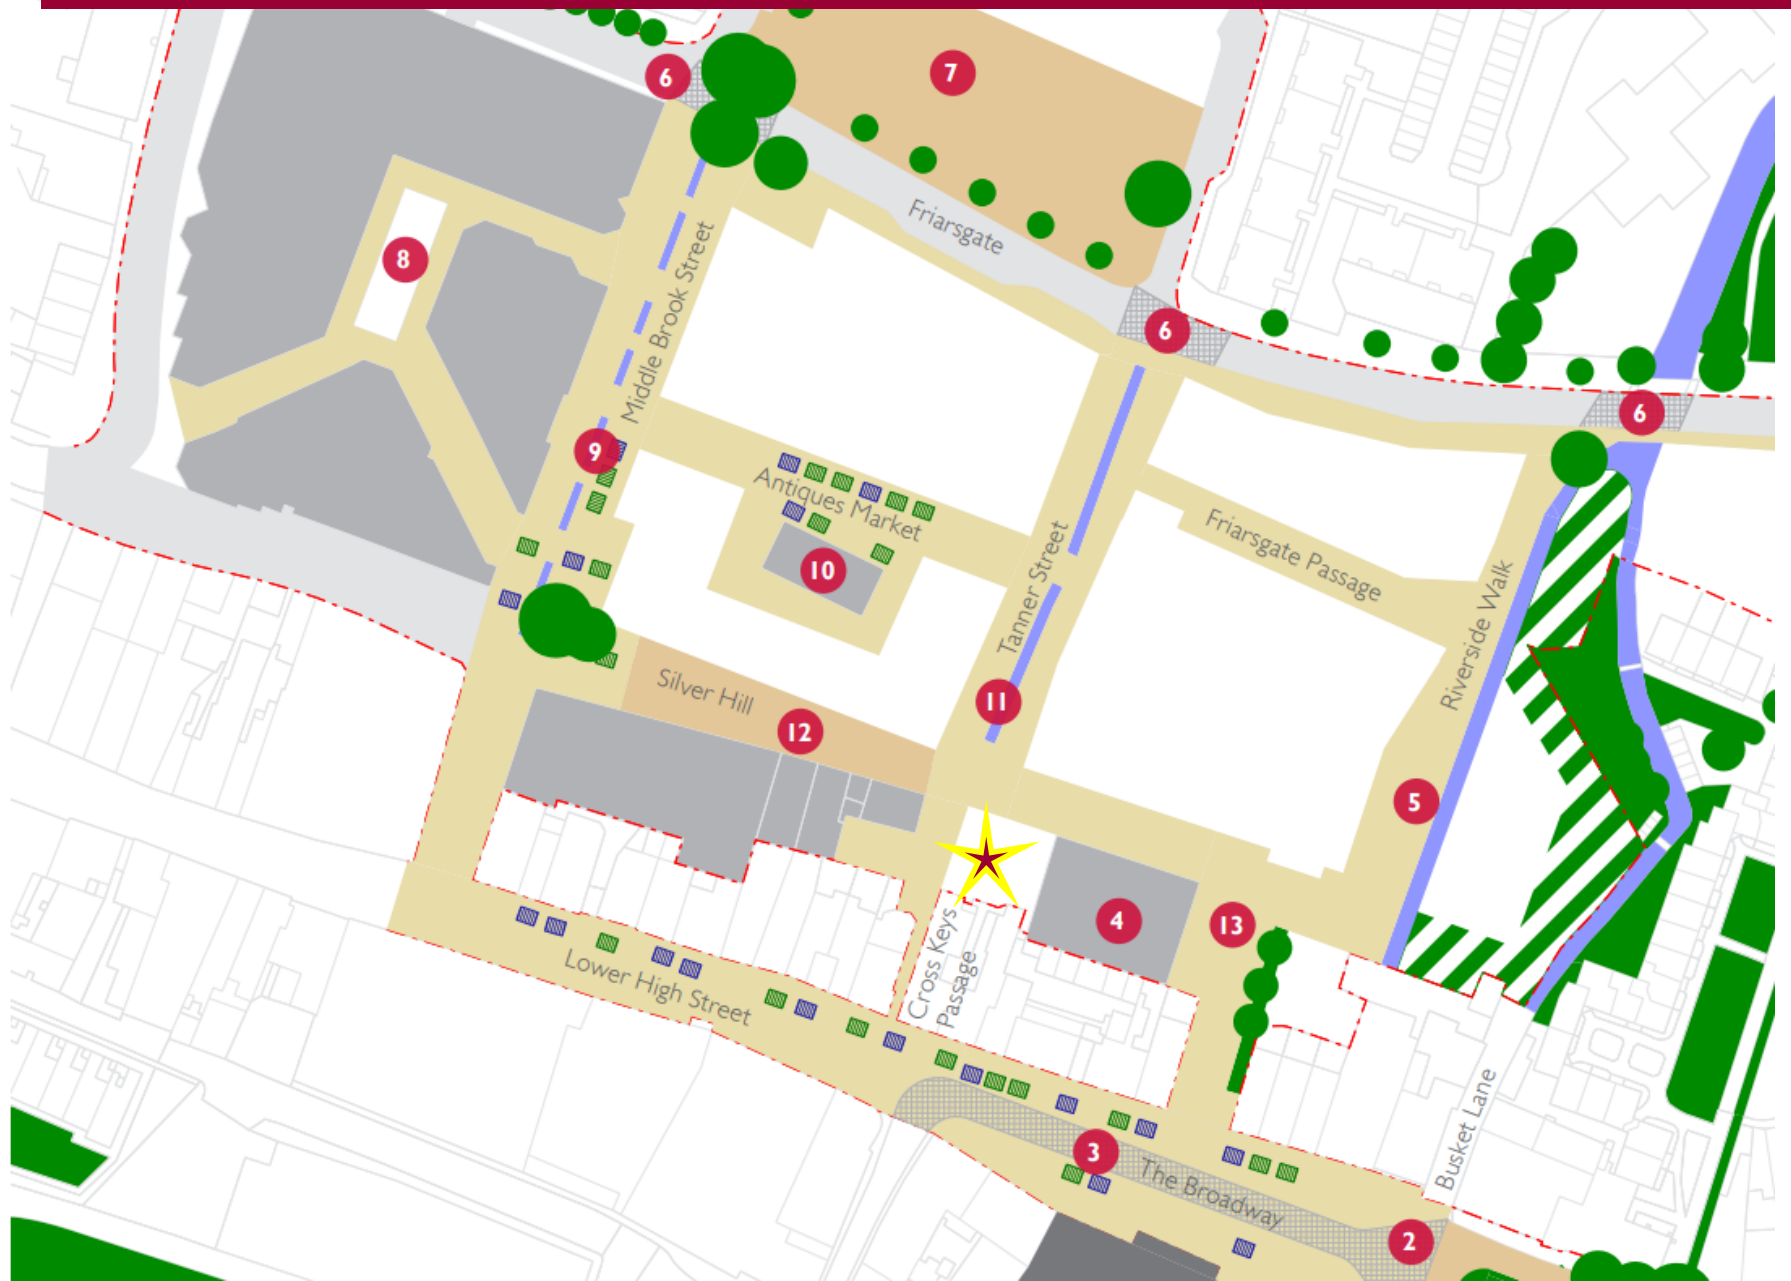 6
7
Friarsgate
8
Middle Brook Street
6
6
9
Antiques Market
10
Friarsgate Passage
Tanner Street
Riverside Walk
Silver Hill
11
12
5
4
13
Cross Keys
Passage
Lower High Street
Busket Lane
3
The Broadway
2